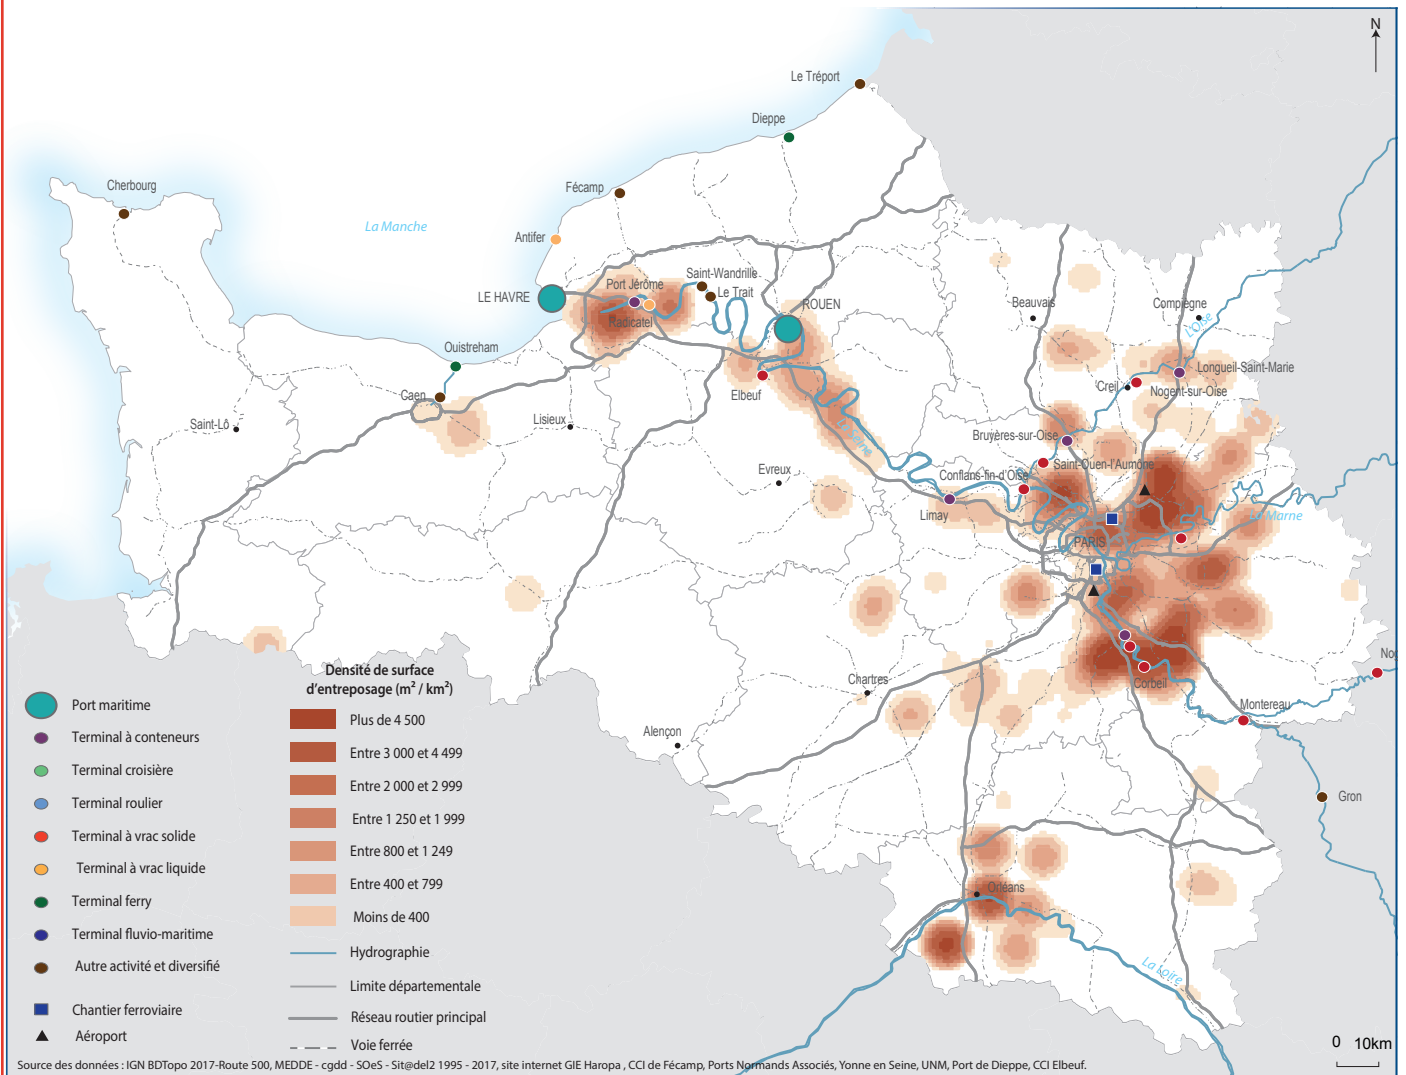 N
Le Tréport
Dieppe
Cherbourg
Fécamp
La Manche
Antifer
Saint-Wandrille
Port Jérôme
LE HAVRE
Le Trait
ROUEN
Radicatel
Beauvais
Compiègne
L'Oise
Ouistreham
Longueil-Saint-Marie
Creil
Nogent-sur-Oise
Elbeuf
Caen
Saint-Lô
Lisieux
La Seine
Bruyères-sur-Oise
Saint-Ouen-l'Aumône
Evreux
Conflans-fin-d'Oise
Limay
La Marne
PARIS
Chartres
Corbeil
Nog
Montereau
Alençon
Gron
Orléans
La Loire
Port maritime
Terminal à conteneurs
Terminal croisière
Terminal roulier
Terminal à vrac solide
Terminal à vrac liquide
Terminal ferry
Terminal fluvio-maritime
Autre activité et diversifié
Chantier ferroviaire
Aéroport
Densité de surface
d'entreposage (m² / km²)
Plus de 4 500
Entre 3 000 et 4 499
Entre 2 000 et 2 999
Entre 1 250 et 1 999
Entre 800 et 1 249
Entre 400 et 799
Moins de 400
Hydrographie
Limite départementale
Réseau routier principal
Voie ferrée
0 10km
Source des données : IGN BDTopo 2017-Route 500, MEDDE - cgdd - SOeS - Sit@del2 1995 - 2017, site internet GIE Haropa , CCI de Fécamp, Ports Normands Associés, Yonne en Seine, UNM, Port de Dieppe, CCI Elbeuf.